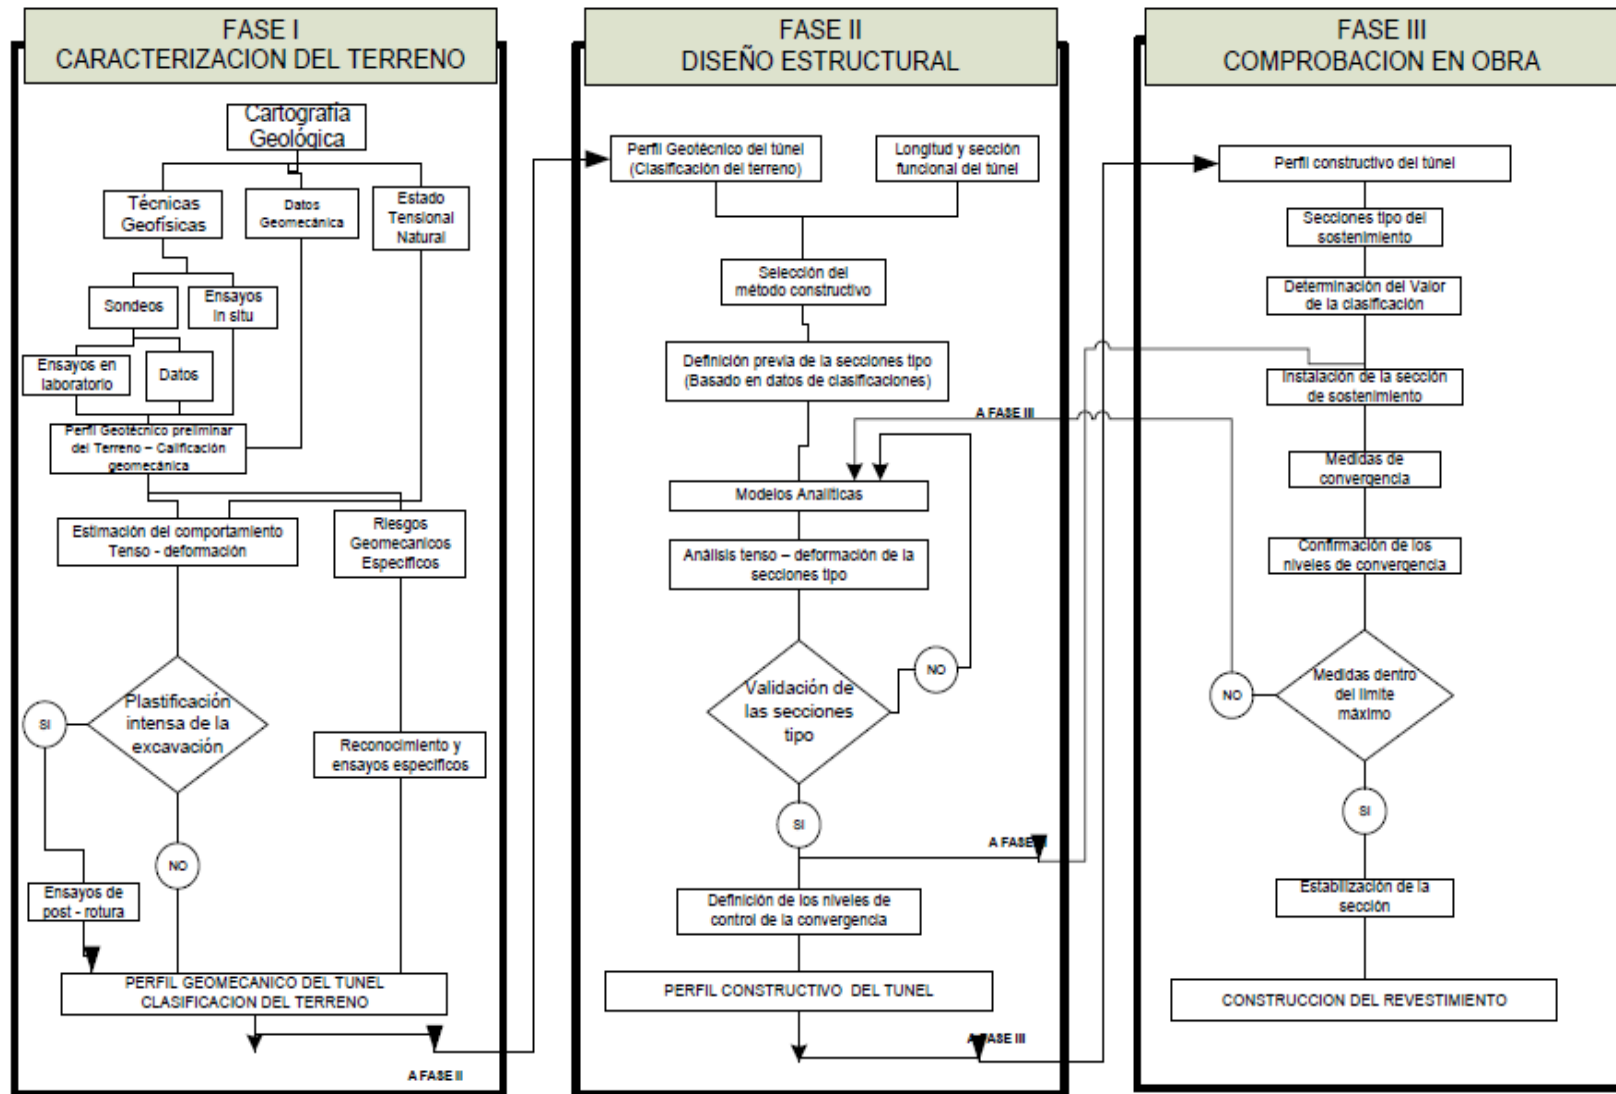 FASE I
CARACTERIZACION DEL TERRENO
Cartografía
Geológica
Técnicas
Geofísicas
Datos
Geomecánica
Estado
Tensional
Natural
Sondeos
Ensayos
in situ
Ensayos en
laboratorio
Datos
Perfil Geotécnico preliminar
del Terreno – Calificación
geomecánica
Estimación del comportamiento
Tenso - deformación
Riesgos
Geomecanicos
Específicos
Plastificación
intensa de la
excavación
SI
NO
Reconocimiento y
ensayos específicos
Ensayos de
post - rotura
PERFIL GEOMECANICO DEL TUNEL
CLASIFICACION DEL TERRENO
A FASE II
FASE II
DISEÑO ESTRUCTURAL
Perfil Geotécnico del túnel
(Clasificación del terreno)
Longitud y sección
funcional del túnel
Selección del
método constructivo
Definición previa de la secciones tipo
(Basado en datos de clasificaciones)
A FASE III
Modelos Analíticas
Análisis tenso – deformación de la
secciones tipo
Validación de
las secciones
tipo
NO
SI
A FASE
Definición de los niveles de
control de la convergencia
PERFIL CONSTRUCTIVO DEL TUNEL
A FASE III
FASE III
COMPROBACION EN OBRA
Perfil constructivo del túnel
Secciones tipo del
sostenimiento
Determinación del Valor
de la clasificación
Instalación de la sección
de sostenimiento
Medidas de
convergencia
Confirmación de los
niveles de convergencia
Medidas dentro
del limite
máximo
NO
SI
Estabilización de la
sección
CONSTRUCCION DEL REVESTIMIENTO